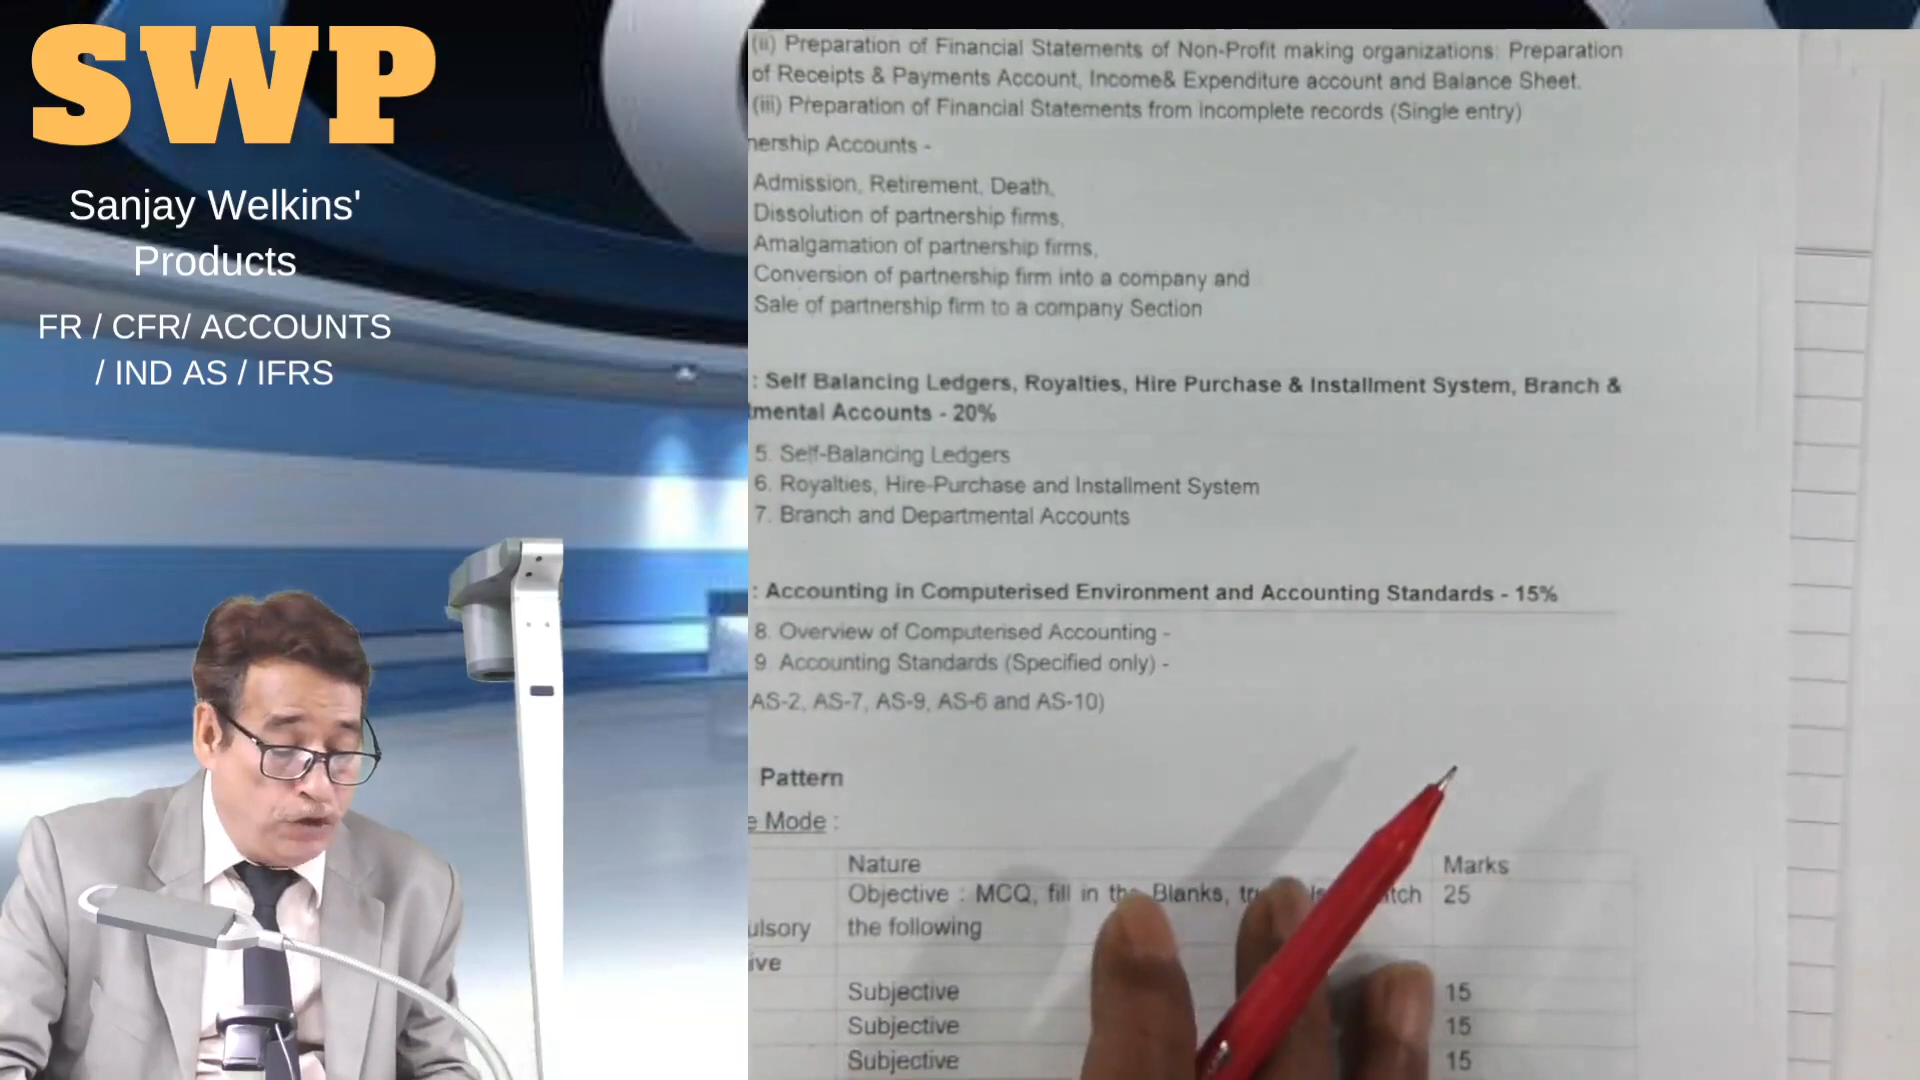 SWP
Sanjay Welkins'
Products
FR / CFR/ ACCOUNTS
/ IND AS / IFRS
(ii) Preparation of Financial Statements of Non-Profit making organizations: Preparation
of Receipts & Payments Account, Income& Expenditure account and Balance Sheet.
(iii) Preparation of Financial Statements from incomplete records (Single entry)
nership Accounts -
Admission, Retirement, Death,
Dissolution of partnership firms,
Amalgamation of partnership firms,
Conversion of partnership firm into a company and
Sale of partnership firm to a company Section
: Self Balancing Ledgers, Royalties, Hire Purchase & Installment System, Branch &
mental Accounts - 20%
5. Self-Balancing Ledgers
6. Royalties, Hire-Purchase and Installment System
7. Branch and Departmental Accounts
: Accounting in Computerised Environment and Accounting Standards - 15%
8. Overview of Computerised Accounting -
9. Accounting Standards (Specified only) -
AS-2, AS-7, AS-9, AS-6 and AS-10)
Pattern
e Mode :
Nature Marks
Objective : MCQ, fill in the Blanks, 25
ulsory the following
ive
Subjective 15
Subjective 15
Subjective 15